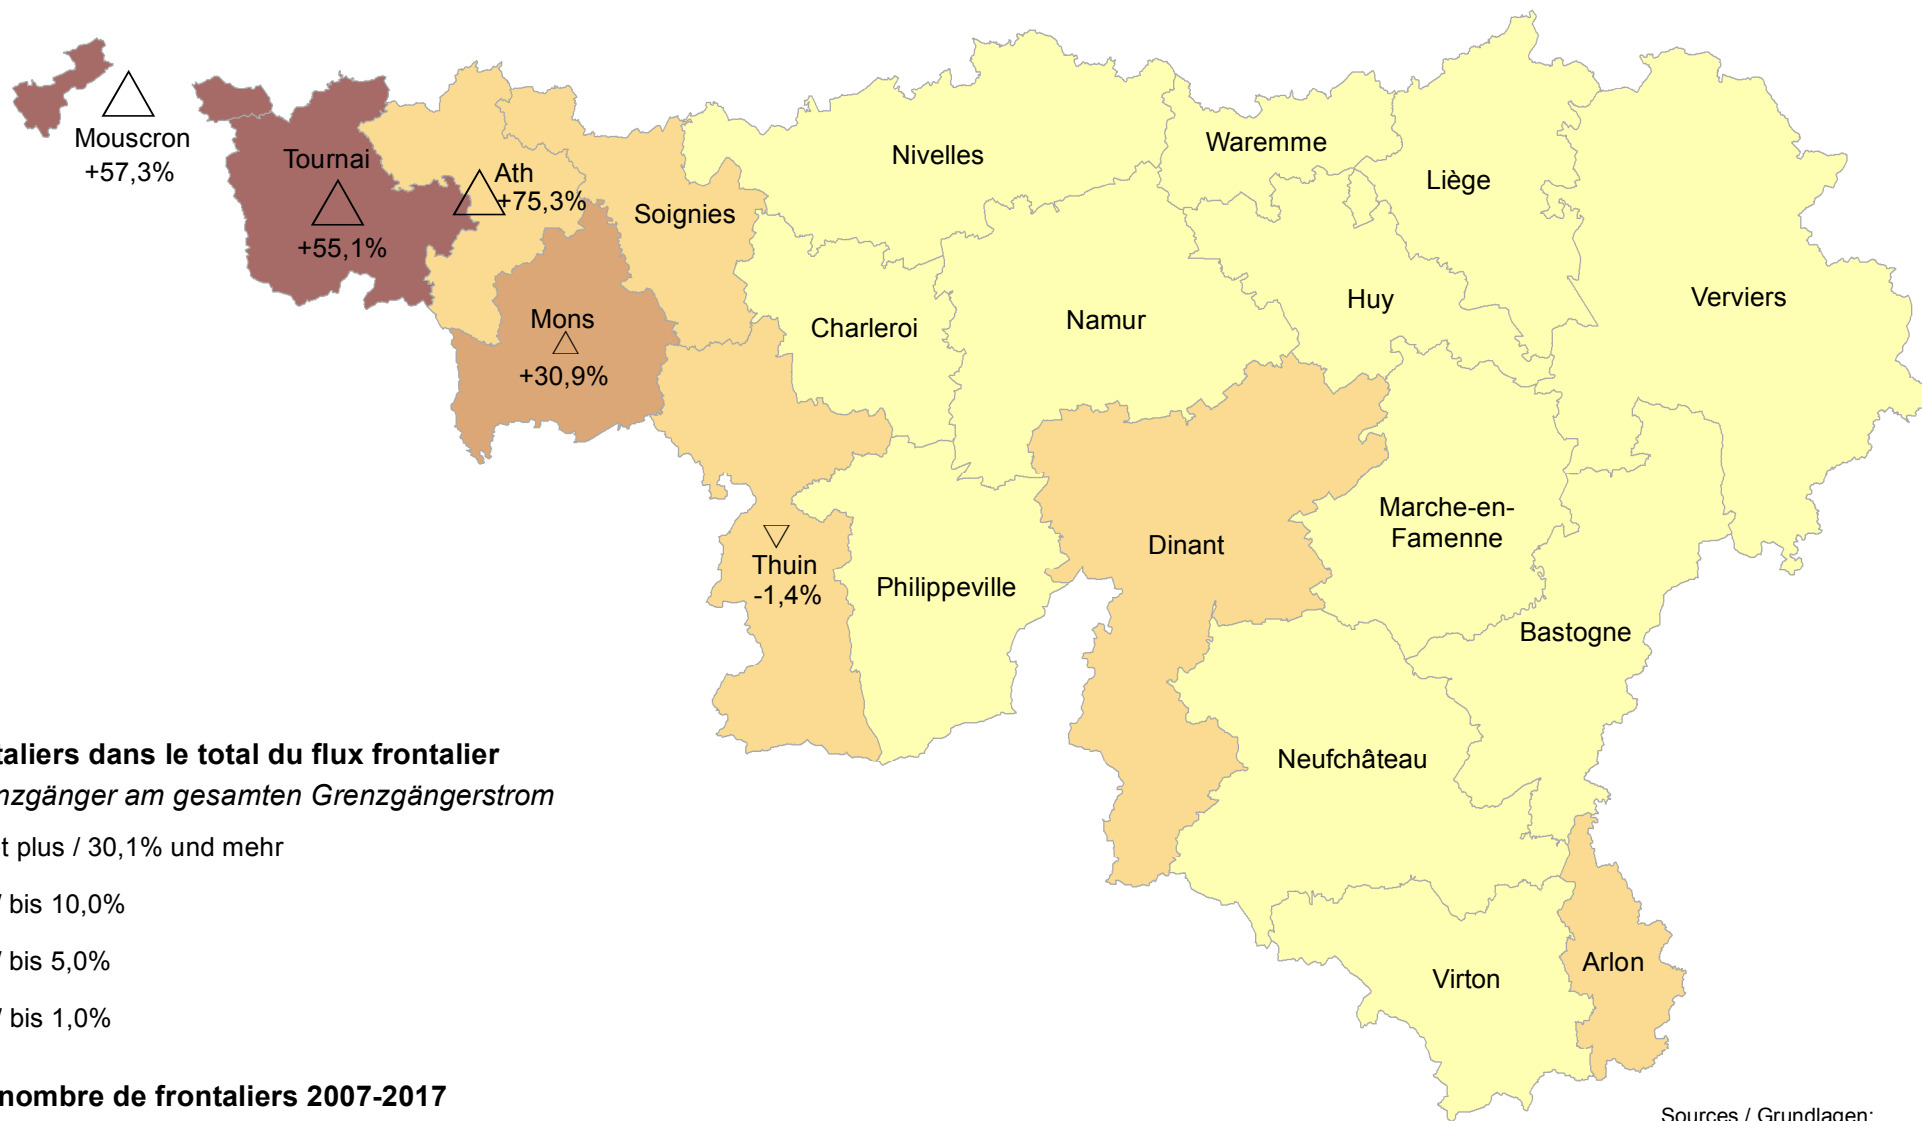 Mouscron
+57,3%
Tournai
+55,1%
Ath
+75,3%
Soignies
Mons
+30,9%
Nivelles
Waremme
Liège
Verviers
Charleroi
Namur
Huy
Thuin
-1,4%
Philippeville
Dinant
Marche-en-
Famenne
Bastogne
Neufchâteau
Virton
Arlon
taliers dans le total du flux frontalier
nzgänger am gesamten Grenzgängerstrom
t plus / 30,1% und mehr
/ bis 10,0%
/ bis 5,0%
/ bis 1,0%
nombre de frontaliers 2007-2017
Sources / Grundlagen: